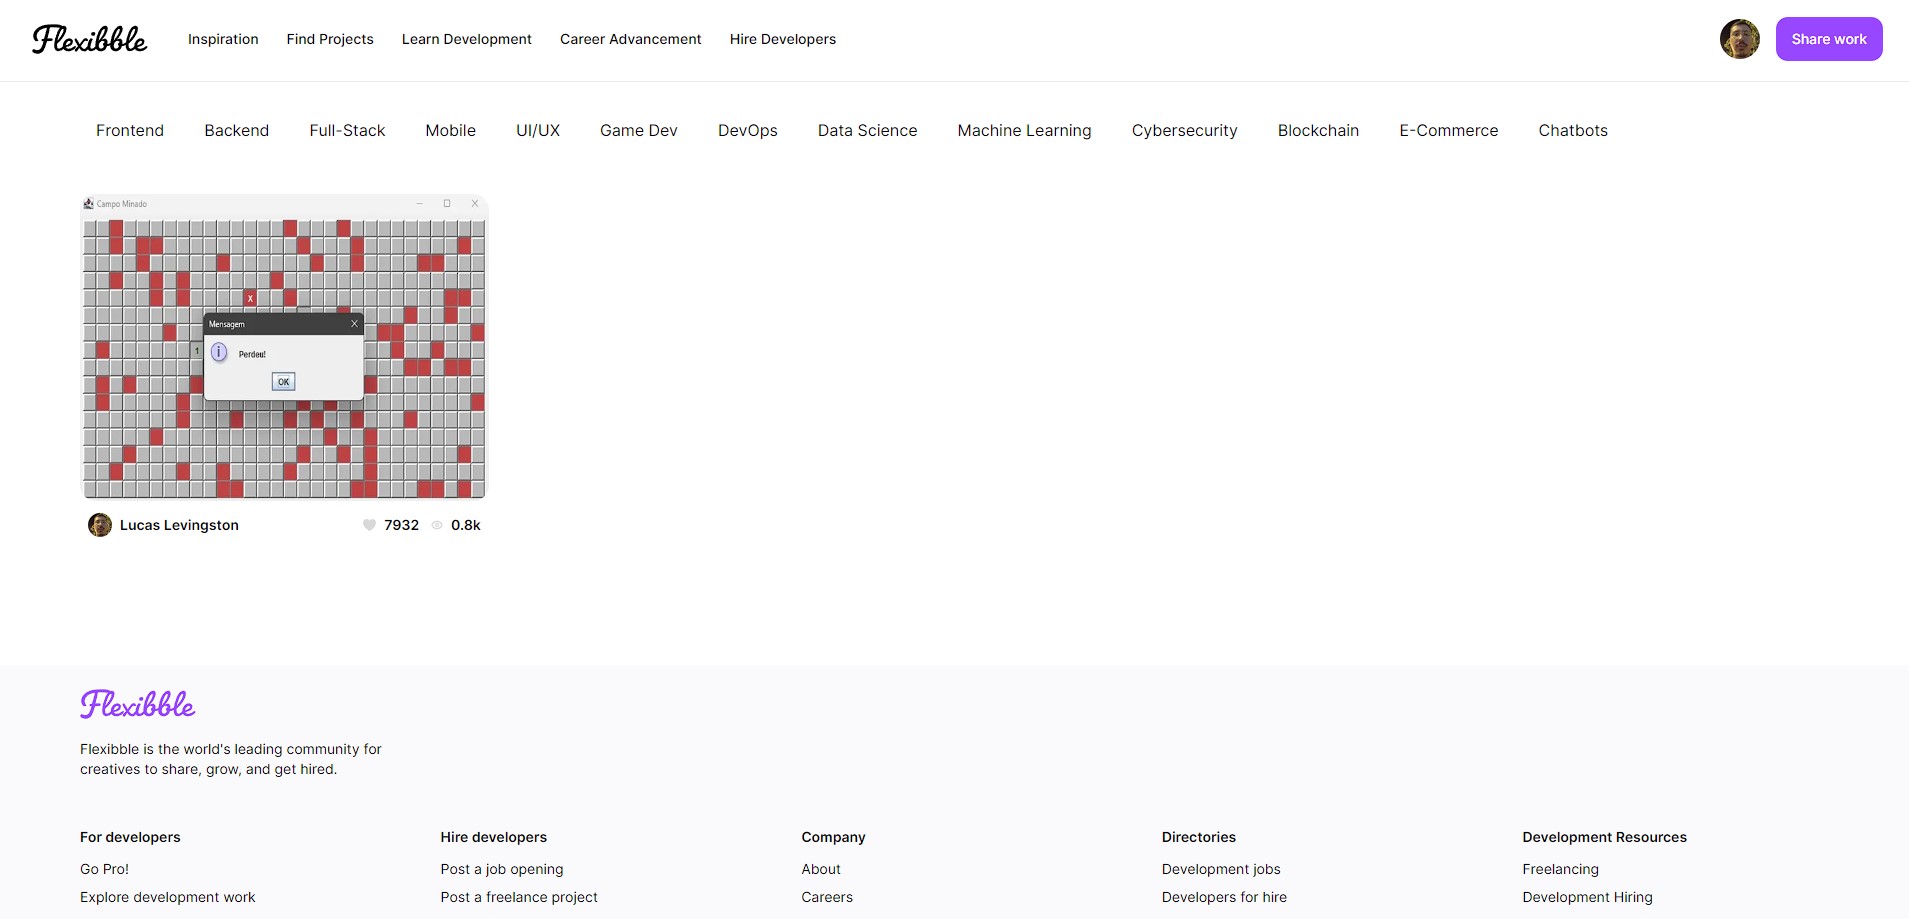 Flexibble
Inspiration
Find Projects
Learn Development
Career Advancement
Hire Developers
Share work
Frontend
Backend
Full-Stack
Mobile
UI/UX
Game Dev
DevOps
Data Science
Machine Learning
Cybersecurity
Blockchain
E-Commerce
Chatbots
Campo Minado
X
Mensagem
1
Perdeu!
OK
Lucas Levingston
7932
0.8k
Flexibble
Flexibble is the world's leading community for
creatives to share, grow, and get hired.
For developers
Go Pro!
Explore development work
Hire developers
Post a job opening
Post a freelance project
Company
About
Careers
Directories
Development jobs
Developers for hire
Development Resources
Freelancing
Development Hiring